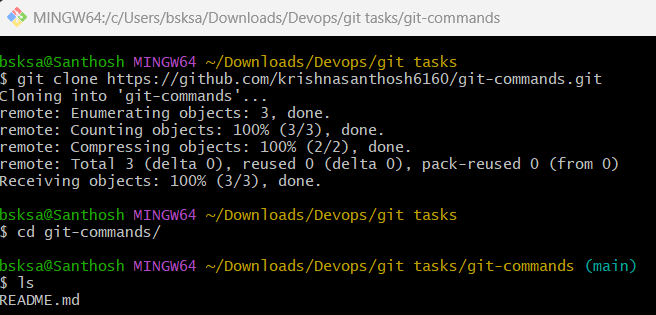 MINGW64:/c/Users/bsksa/Downloads/Devops/git tasks/git-commands
bsksa@Santhosh MINGW64 ~/Downloads/Devops/git tasks
$ git clone https://github.com/krishnasanthosh6160/git-commands.git
Cloning into 'git-commands'...
remote: Enumerating objects: 3, done.
remote: Counting objects: 100% (3/3), done.
remote: Compressing objects: 100% (2/2), done.
remote: Total 3 (delta 0), reused 0 (delta 0), pack-reused 0 (from 0)
Receiving objects: 100% (3/3), done.
bsksa@Santhosh MINGW64 ~/Downloads/Devops/git tasks
$ cd git-commands/
bsksa@Santhosh MINGW64 ~/Downloads/Devops/git tasks/git-commands (main)
$ ls
README.md